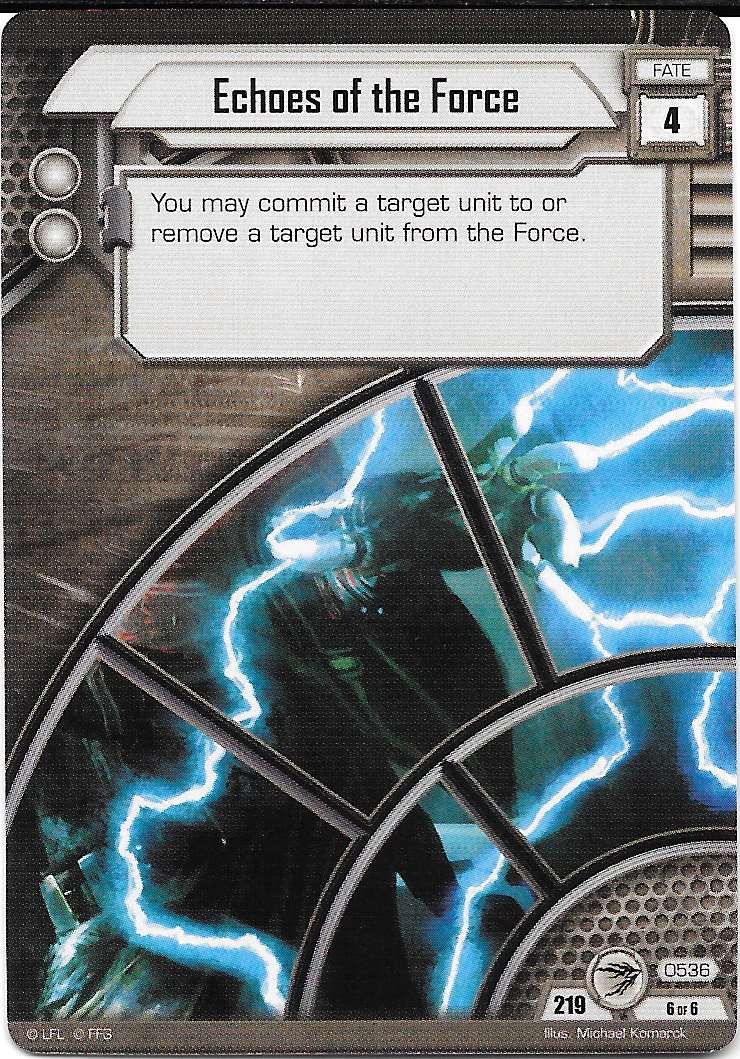 Echoes of the Force
FATE
4
You may commit a target unit to or
remove a target unit from the Force.
0536
219
6 OF 6
© LFL © FFG
Illus. Michael Komarck